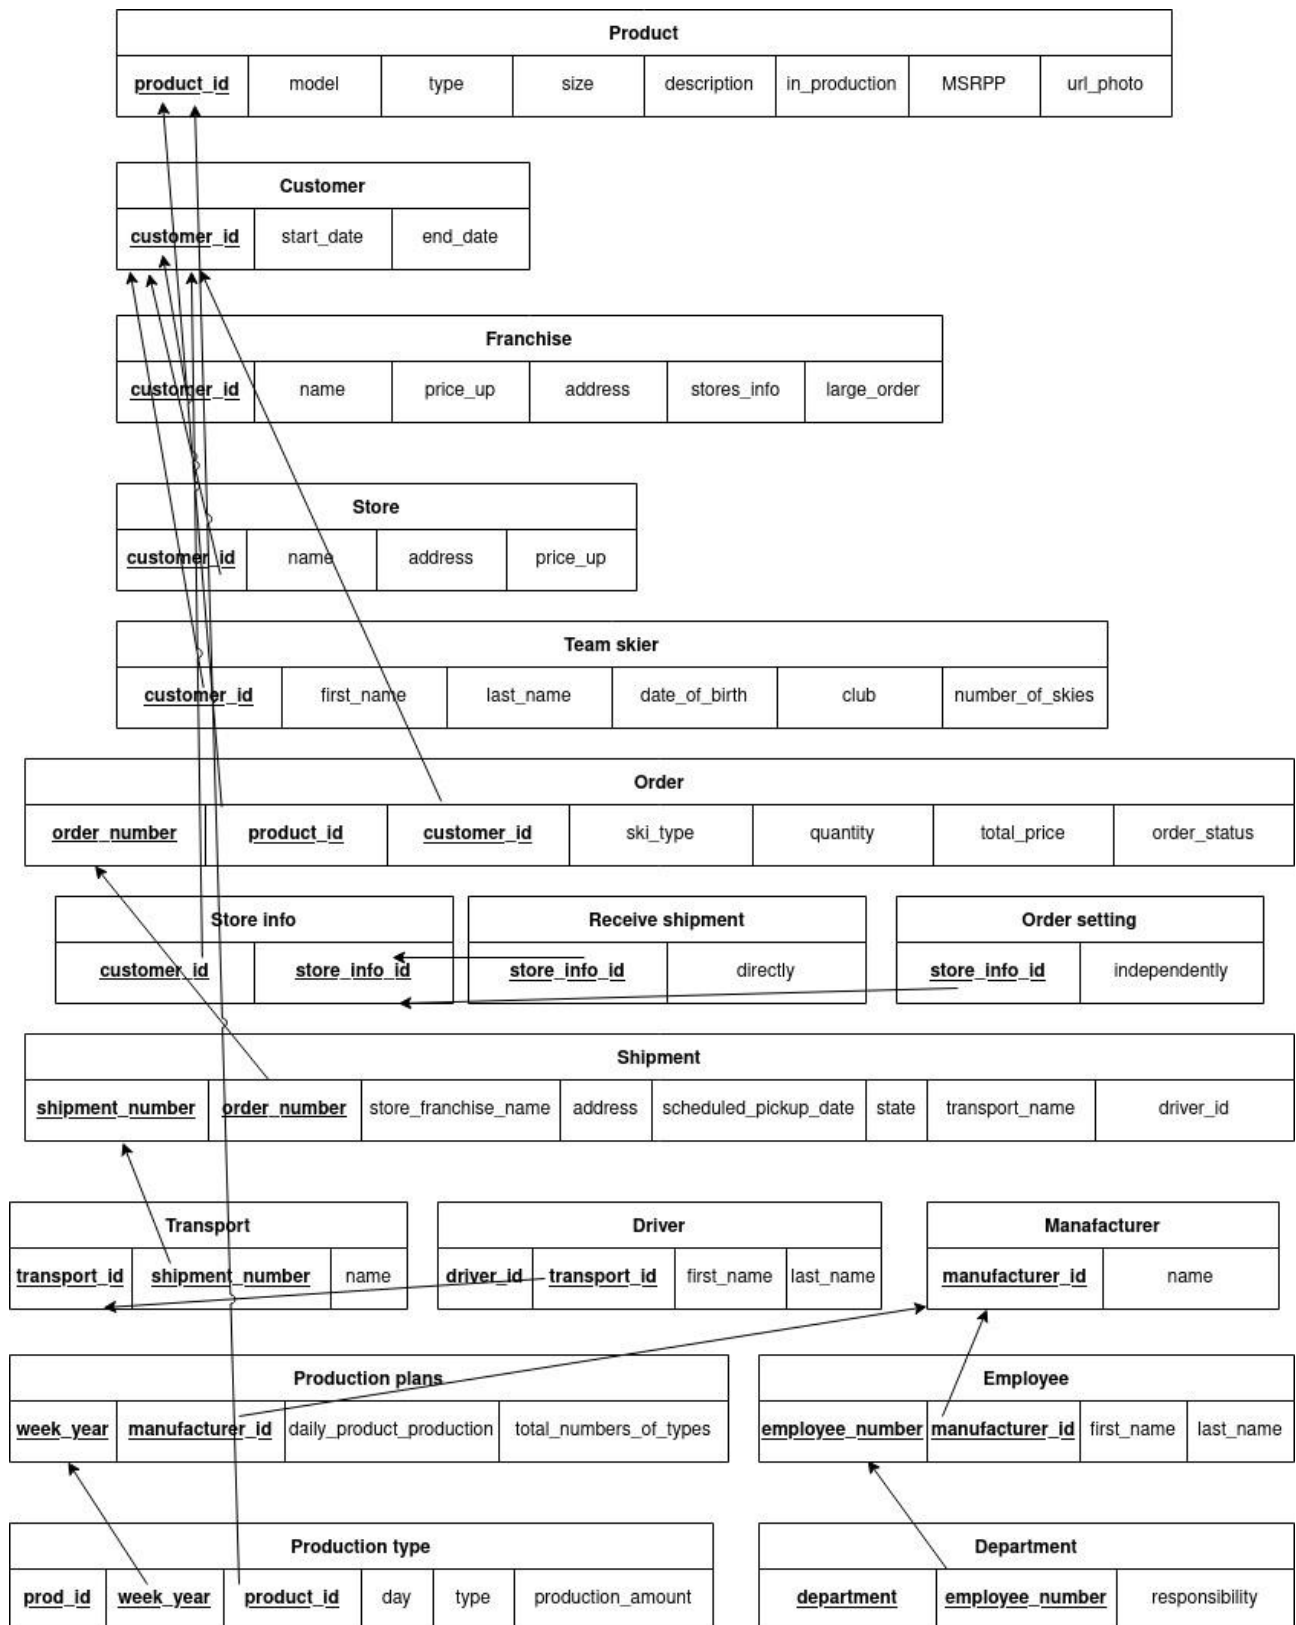 Product
product_id model type size description in_production MSRPP url_photo
Customer
customer_id start_date end_date
Franchise
customer_id name price_up address stores_info large_order
Store
customer_id name address price_up
Team skier
customer_id first_name last_name date_of_birth club number_of_skies
Order
order_number product_id customer_id ski_type quantity total_price order_status
Store info Receive shipment Order setting
customer_id store_info_id store_info_id directly store_info_id independently
Shipment
shipment_number order_number store_franchise_name address scheduled_pickup_date state transport_name driver_id
Transport Driver Manafacturer
transport_id shipment_number name driver_id transport_id first_name last_name manufacturer_id name
Production plans Employee
week_year manufacturer_id daily_product_production total_numbers_of_types employee_number manufacturer_id first_name last_name
Production type Department
prod_id week_year product_id day type production_amount department employee_number responsibility